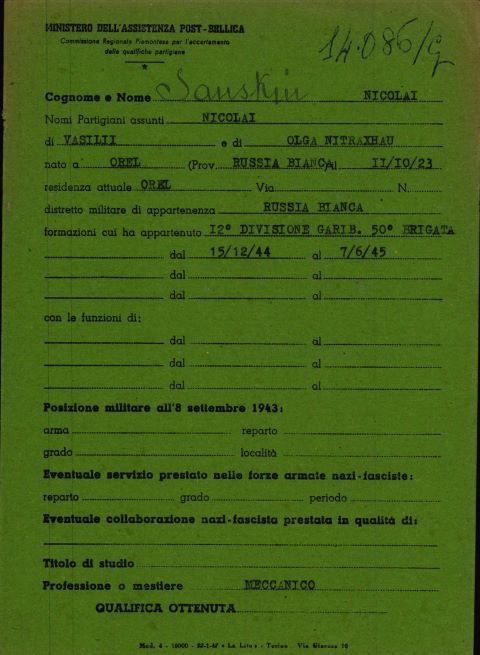 MINISTERO DELL'ASSISTENZA POST-BELLICA
Commissione Regionale Piemontese per l'accertamento
delle qualifiche partigiane
14.086/G
Cognome e Nome Sauskin NICOLAI
Nomi Partigiani assunti NICOLAI
di VASILII e di OLGA NITRAXHAU
nato a OREL (Prov. RUSSIA BIANCA il II/IO/23
residenza attuale OREL Via N.
distretto militare di appartenenza RUSSIA BIANCA
formazioni cui ha appartenuto I2° DIVISIONE GARIB. 50° BRIGATA
dal 15/12/44 al 7/6/45
dal al
dal al
con le funzioni di:
dal al
dal al
dal al
Posizione militare all'8 settembre 1943:
arma reparto
grado località
Eventuale servizio prestato nelle forze armate nazi-fasciste:
reparto grado periodo
Eventuale collaborazione nazi-fascista prestata in qualità di:
Titolo di studio
Professione o mestiere MECCANICO
QUALIFICA OTTENUTA
Mod. 4 - 10000 - « La Lito » - Torino Via